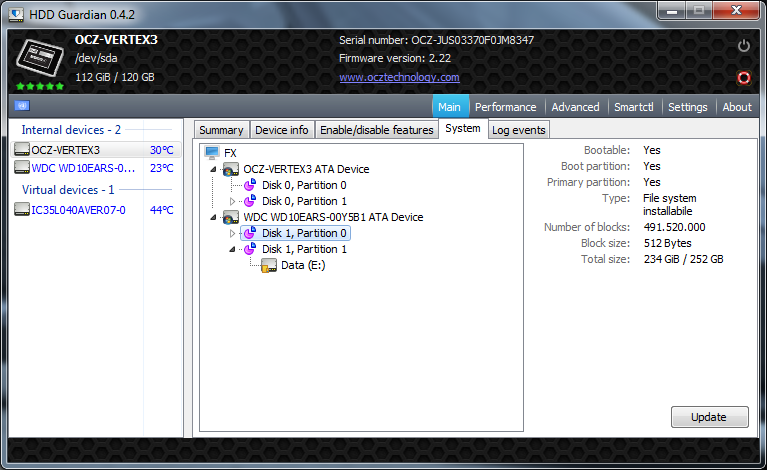 HDD Guardian 0.4.2
OCZ-VERTEX3
/dev/sda
112 GiB / 120 GB
Serial number: OCZ-JUS03370F0JM8347
Firmware version: 2.22
www.ocztechnology.com
Main Performance Advanced Smartctl Settings About
Internal devices - 2
OCZ-VERTEX3 30°C
WDC WD10EARS-0... 23°C
Virtual devices - 1
IC35L040AVER07-0 44°C
Summary Device info Enable/disable features System Log events
FX
OCZ-VERTEX3 ATA Device
Disk 0, Partition 0
Disk 0, Partition 1
WDC WD10EARS-00Y5B1 ATA Device
Disk 1, Partition 0
Disk 1, Partition 1
Data (E:)
Bootable: Yes
Boot partition: Yes
Primary partition: Yes
Type: File system
installabile
Number of blocks: 491.520.000
Block size: 512 Bytes
Total size: 234 GiB / 252 GB
Update